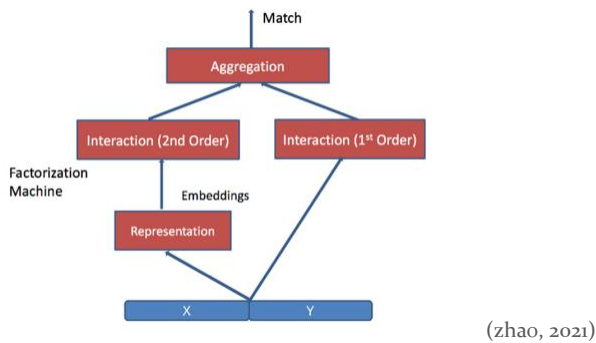 Match
Aggregation
Interaction (2nd Order)
Interaction (1st Order)
Factorization
Machine
Embeddings
Representation
X
Y
(zhao, 2021)